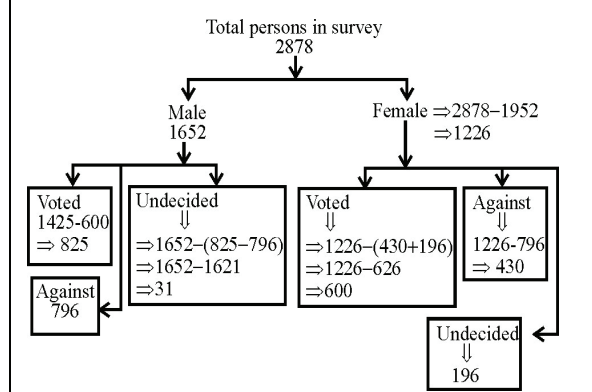 Total persons in survey
2878
Male
1652
Female ⇒2878−1952
⇒1226
Voted
1425-600
⇒ 825
Against
796
Undecided
⇓
⇒1652−(825−796)
⇒1652−1621
⇒31
Voted
⇓
⇒1226−(430+196)
⇒1226−626
⇒600
Against
⇓
1226-796
⇒ 430
Undecided
⇓
196